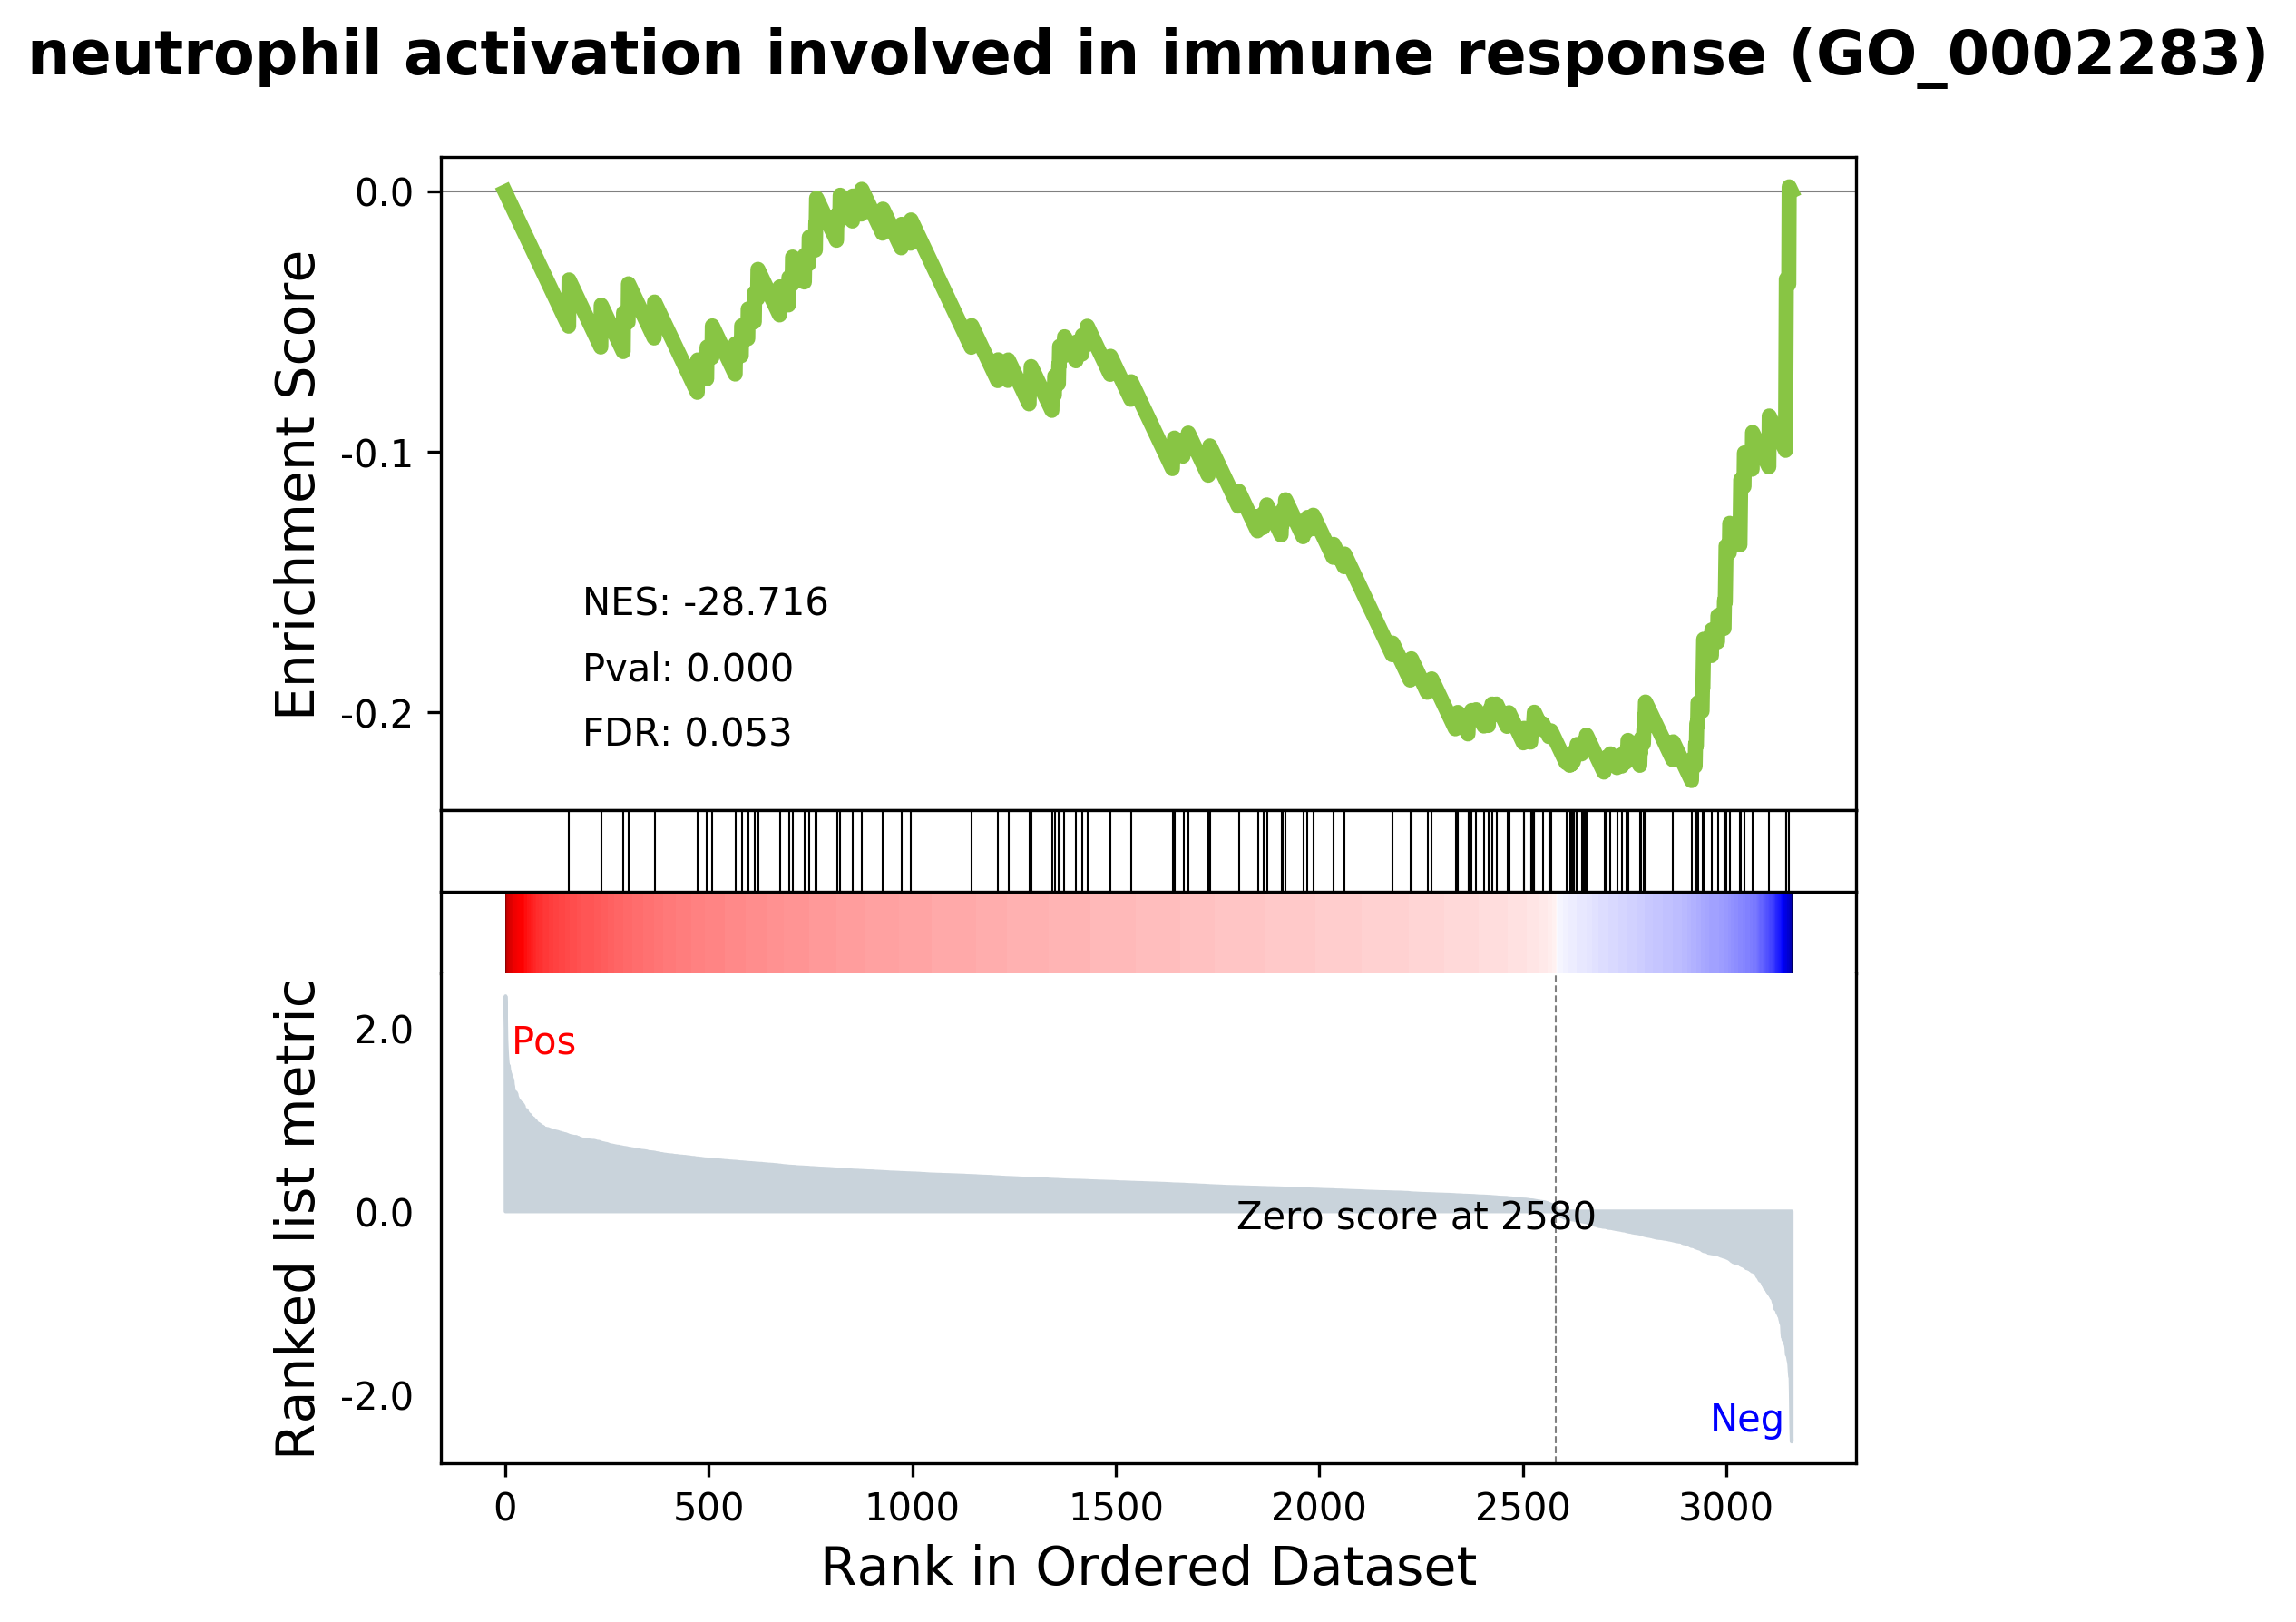 neutrophil activation involved in immune response (GO_0002283)
Enrichment Score
0.0
-0.1
-0.2
NES: -28.716
Pval: 0.000
FDR: 0.053
Ranked list metric
2.0
0.0
-2.0
Pos
Zero score at 2580
Neg
0 500 1000 1500 2000 2500 3000
Rank in Ordered Dataset